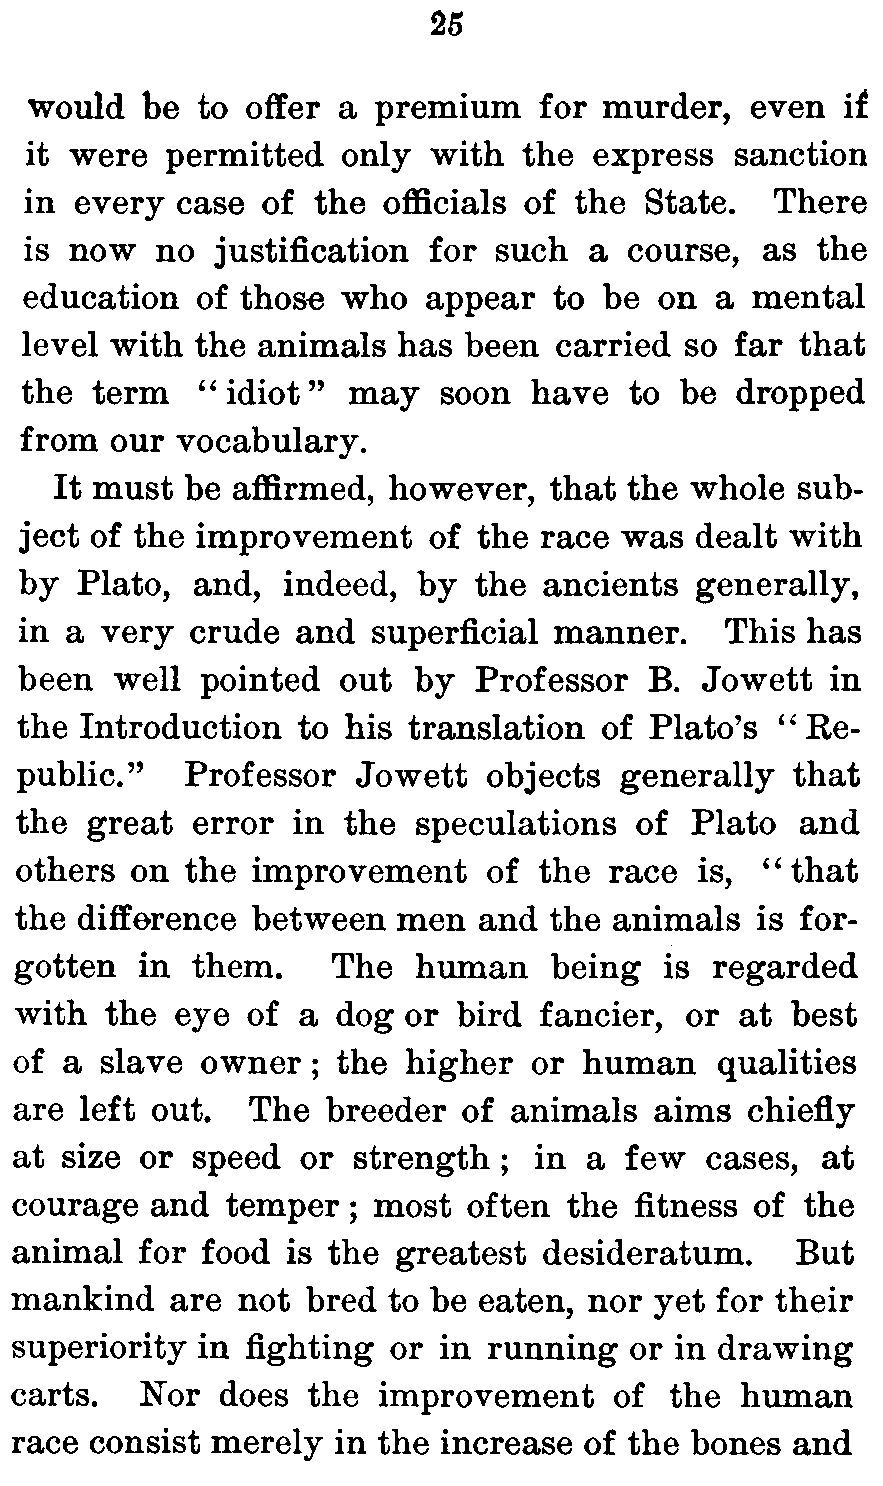 25
would be to offer a premium for murder, even if
it were permitted only with the express sanction
in every case of the officials of the State. There
is now no justification for such a course, as the
education of those who appear to be on a mental
level with the animals has been carried so far that
the term “idiot” may soon have to be dropped
from our vocabulary.
It must be affirmed, however, that the whole sub-
ject of the improvement of the race was dealt with
by Plato, and, indeed, by the ancients generally,
in a very crude and superficial manner. This has
been well pointed out by Professor B. Jowett in
the Introduction to his translation of Plato’s “Re-
public.” Professor Jowett objects generally that
the great error in the speculations of Plato and
others on the improvement of the race is, “that
the difference between men and the animals is for-
gotten in them. The human being is regarded
with the eye of a dog or bird fancier, or at best
of a slave owner; the higher or human qualities
are left out. The breeder of animals aims chiefly
at size or speed or strength; in a few cases, at
courage and temper; most often the fitness of the
animal for food is the greatest desideratum. But
mankind are not bred to be eaten, nor yet for their
superiority in fighting or in running or in drawing
carts. Nor does the improvement of the human
race consist merely in the increase of the bones and